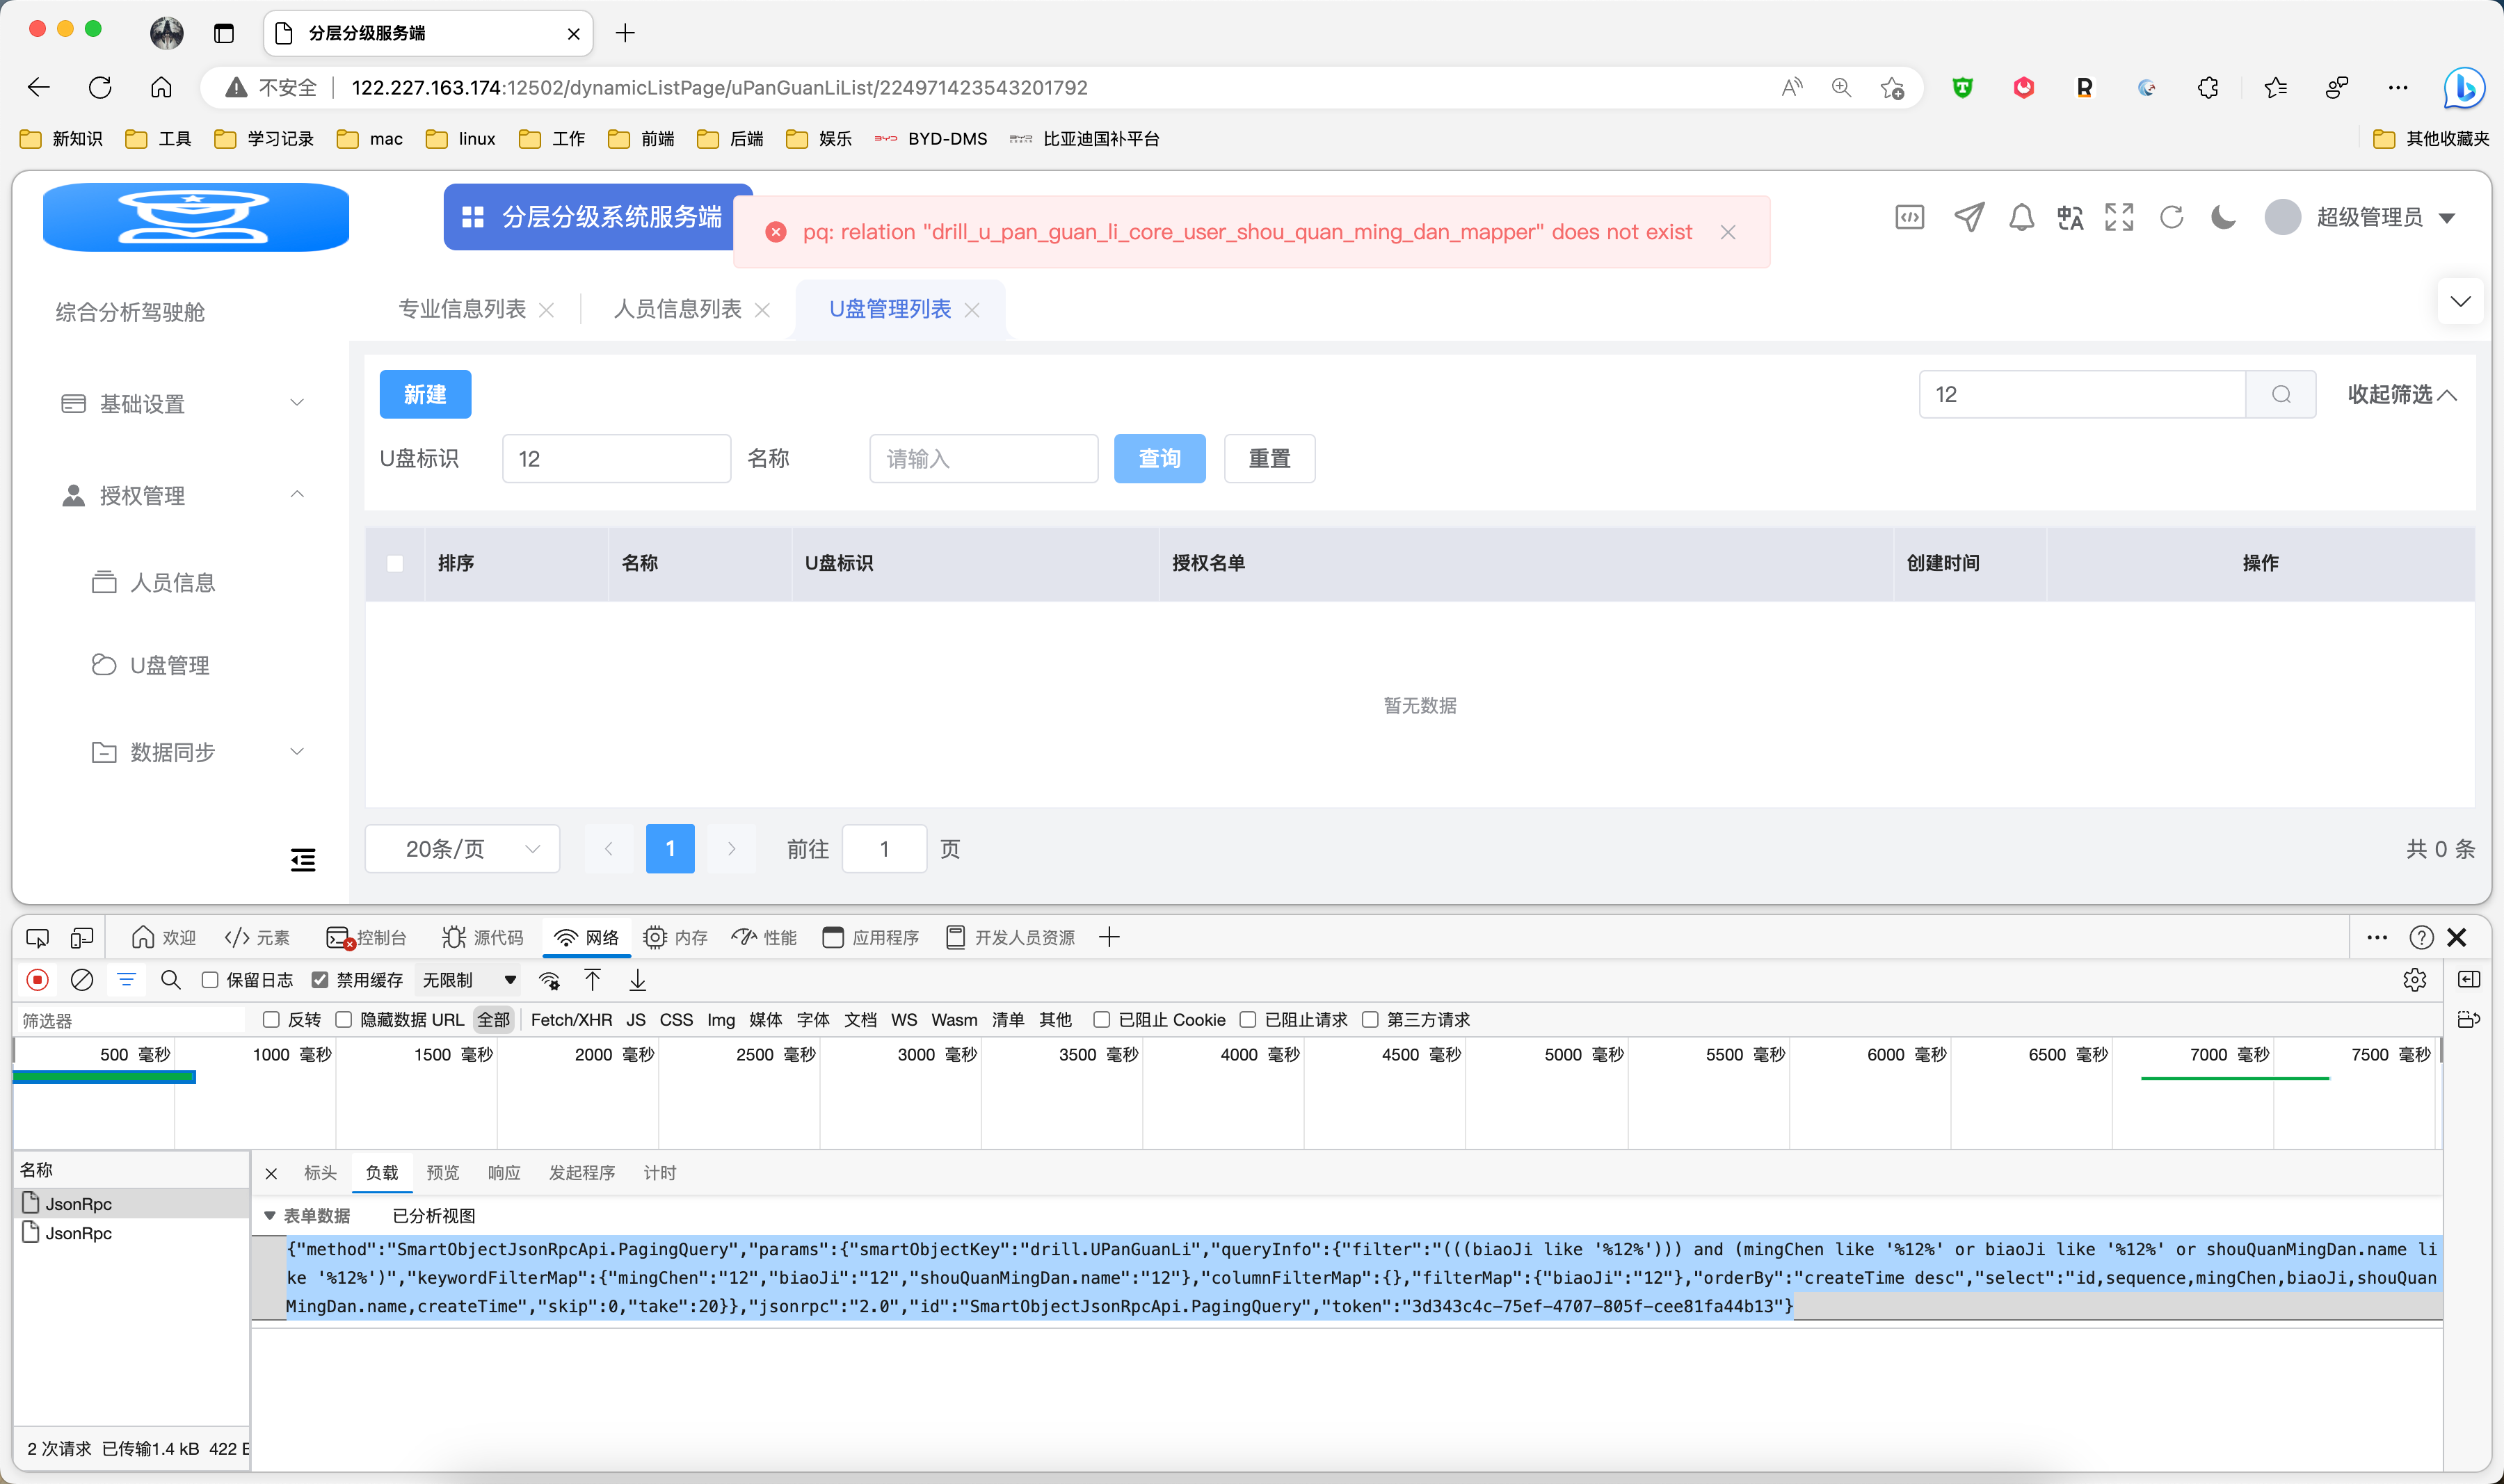 分层分级服务端
不安全
122.227.163.174:12502/dynamicListPage/uPanGuanLiList/224971423543201792
新知识 工具 学习记录 mac linux 工作 前端 后端 娱乐 BYD-DMS 比亚迪国补平台 其他收藏夹
分层分级系统服务端
pq: relation "drill_u_pan_guan_li_core_user_shou_quan_ming_dan_mapper" does not exist
超级管理员
综合分析驾驶舱
专业信息列表 人员信息列表 U盘管理列表
基础设置
授权管理
人员信息
U盘管理
数据同步
新建
12
收起筛选
U盘标识 12 名称 请输入 查询 重置
排序 名称 U盘标识 授权名单 创建时间 操作
暂无数据
20条/页 1 前往 1 页
共 0 条
欢迎 元素 控制台 源代码 网络 内存 性能 应用程序 开发人员资源
保留日志 禁用缓存 无限制
筛选器 反转 隐藏数据 URL 全部 Fetch/XHR JS CSS Img 媒体 字体 文档 WS Wasm 清单 其他 已阻止 Cookie 已阻止请求 第三方请求
500 毫秒 1000 毫秒 1500 毫秒 2000 毫秒 2500 毫秒 3000 毫秒 3500 毫秒 4000 毫秒 4500 毫秒 5000 毫秒 5500 毫秒 6000 毫秒 6500 毫秒 7000 毫秒 7500 毫秒
名称
JsonRpc
JsonRpc
标头 负载 预览 响应 发起程序 计时
表单数据 已分析视图
{"method":"SmartObjectJsonRpcApi.PagingQuery","params":{"smartObjectKey":"drill.UPanGuanLi","queryInfo":{"filter":"(((biaoJi like '%12%'))) and (mingChen like '%12%' or biaoJi like '%12%' or shouQuanMingDan.name li
ke '%12%')","keywordFilterMap":{"mingChen":"12","biaoJi":"12","shouQuanMingDan.name":"12"},"columnFilterMap":{},"filterMap":{"biaoJi":"12"},"orderBy":"createTime desc","select":"id,sequence,mingChen,biaoJi,shouQuan
MingDan.name,createTime","skip":0,"take":20}},"jsonrpc":"2.0","id":"SmartObjectJsonRpcApi.PagingQuery","token":"3d343c4c-75ef-4707-805f-cee81fa44b13"}
2 次请求 已传输1.4 kB 422